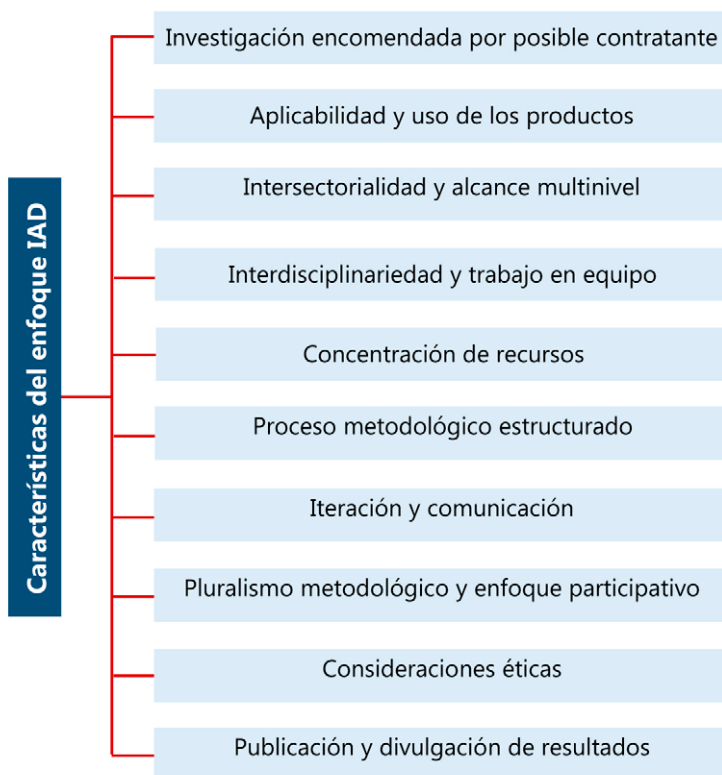 Características del enfoque IAD
Investigación encomendada por posible contratante
Aplicabilidad y uso de los productos
Intersectorialidad y alcance multinivel
Interdisciplinariedad y trabajo en equipo
Concentración de recursos
Proceso metodológico estructurado
Iteración y comunicación
Pluralismo metodológico y enfoque participativo
Consideraciones éticas
Publicación y divulgación de resultados